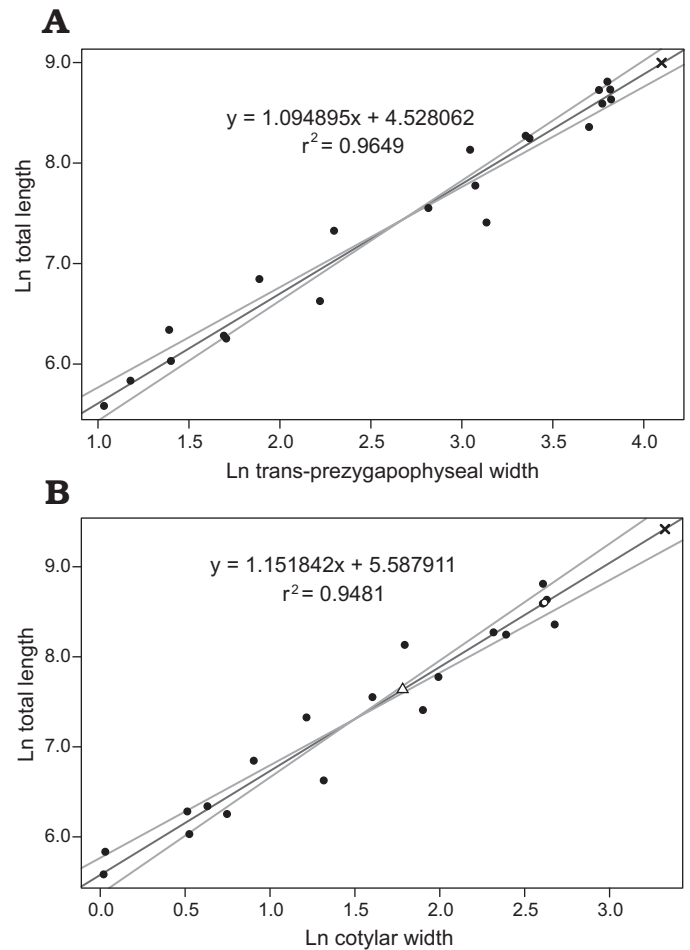 A
9.0
8.0
7.0
6.0
Ln total length
y = 1.094895x + 4.528062
r2 = 0.9649
1.0 1.5 2.0 2.5 3.0 3.5 4.0
Ln trans-prezygapophyseal width
B
9.0
8.0
7.0
6.0
Ln total length
y = 1.151842x + 5.587911
r2 = 0.9481
0.0 0.5 1.0 1.5 2.0 2.5 3.0
Ln cotylar width